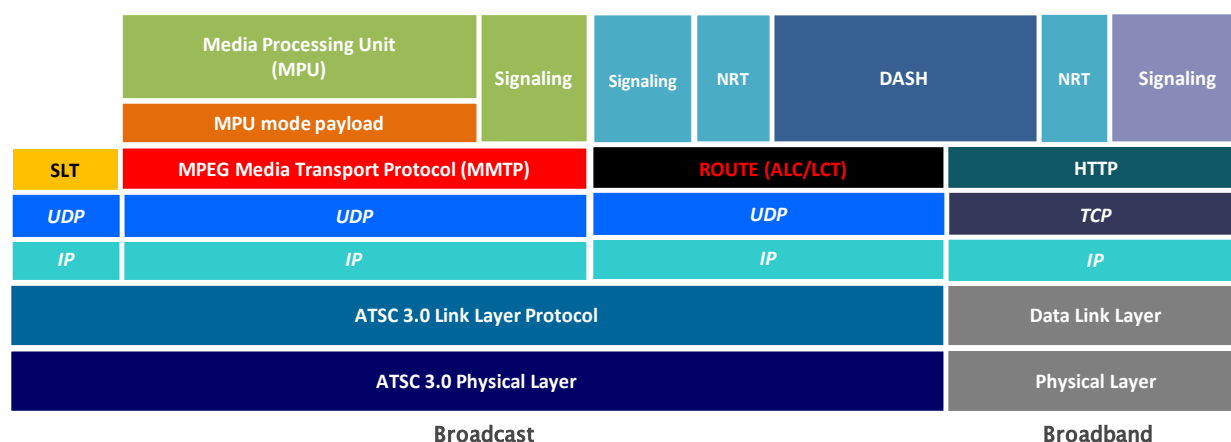 Media Processing Unit
(MPU)
Signaling
Signaling
NRT
DASH
NRT
Signaling
MPU mode payload
SLT
MPEG Media Transport Protocol (MMTP)
ROUTE (ALC/LCT)
HTTP
UDP
UDP
UDP
TCP
IP
IP
IP
IP
ATSC 3.0 Link Layer Protocol
Data Link Layer
ATSC 3.0 Physical Layer
Physical Layer
Broadcast
Broadband